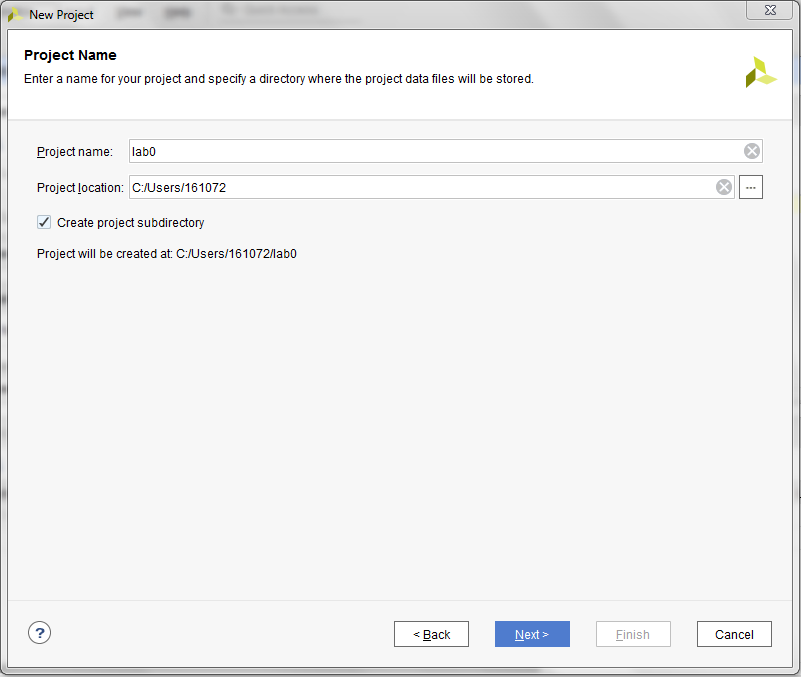 New Project
Project Name
Enter a name for your project and specify a directory where the project data files will be stored.
Project name: lab0
Project location: C:/Users/161072 ...
Create project subdirectory
Project will be created at: C:/Users/161072/lab0
? < Back Next > Finish Cancel